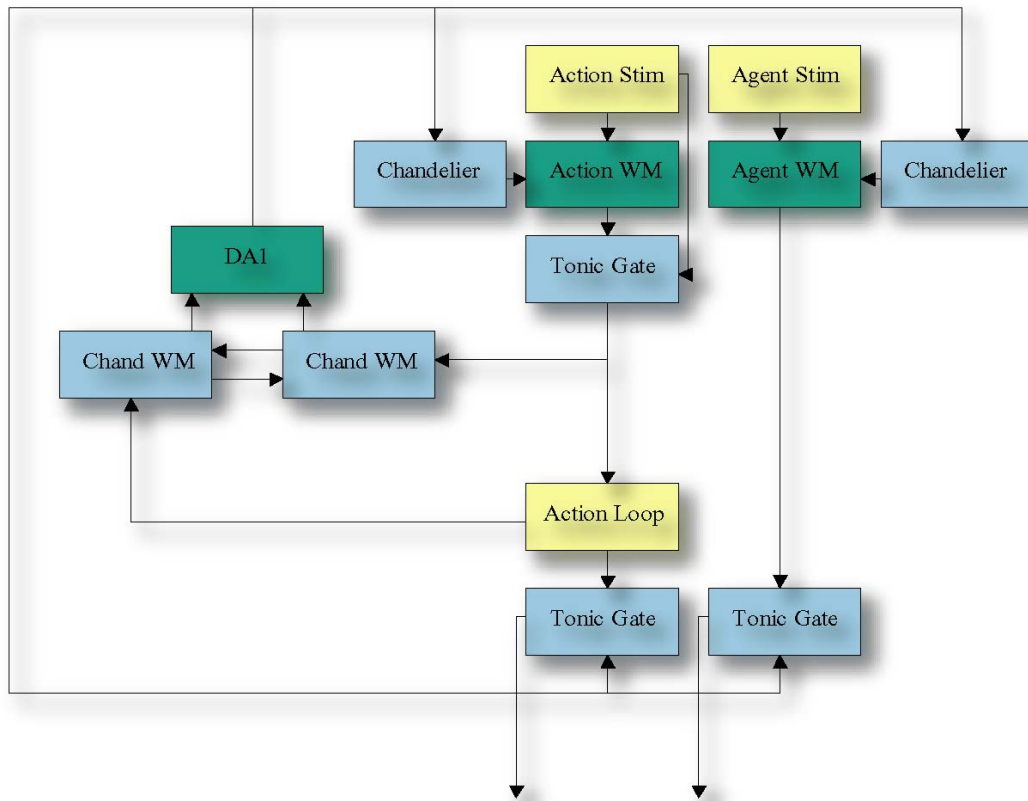 Action Stim
Agent Stim
Chandelier
Action WM
Agent WM
Chandelier
DA1
Tonic Gate
Chand WM
Chand WM
Action Loop
Tonic Gate
Tonic Gate